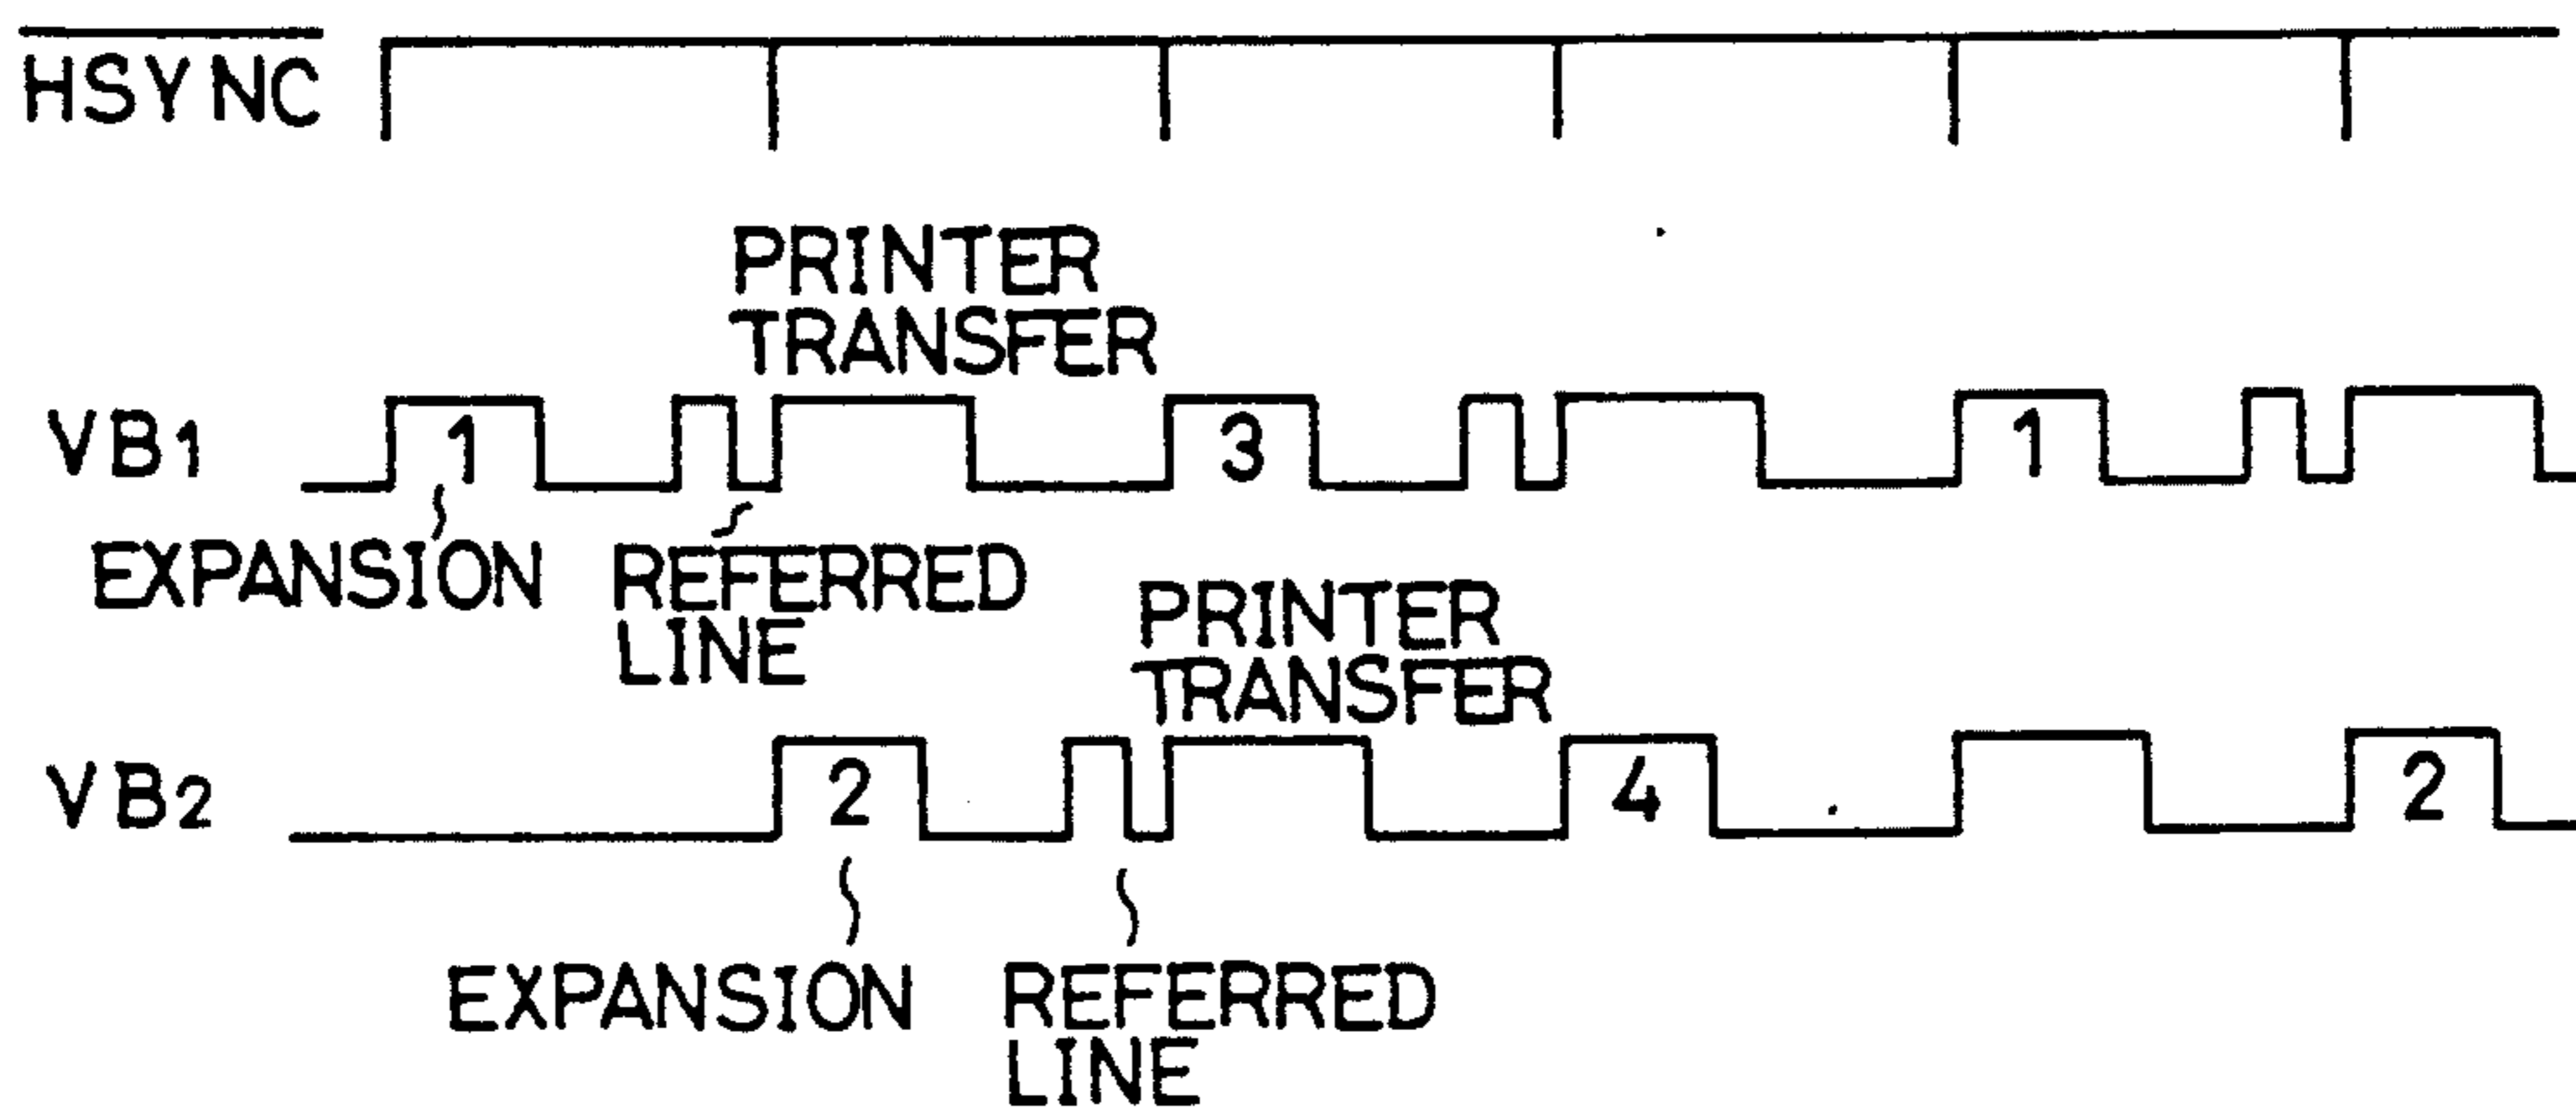 HSYNC
PRINTER
TRANSFER
VB1
1
3
1
EXPANSION
REFERRED
LINE
PRINTER
TRANSFER
VB2
2
4
2
EXPANSION
REFERRED
LINE